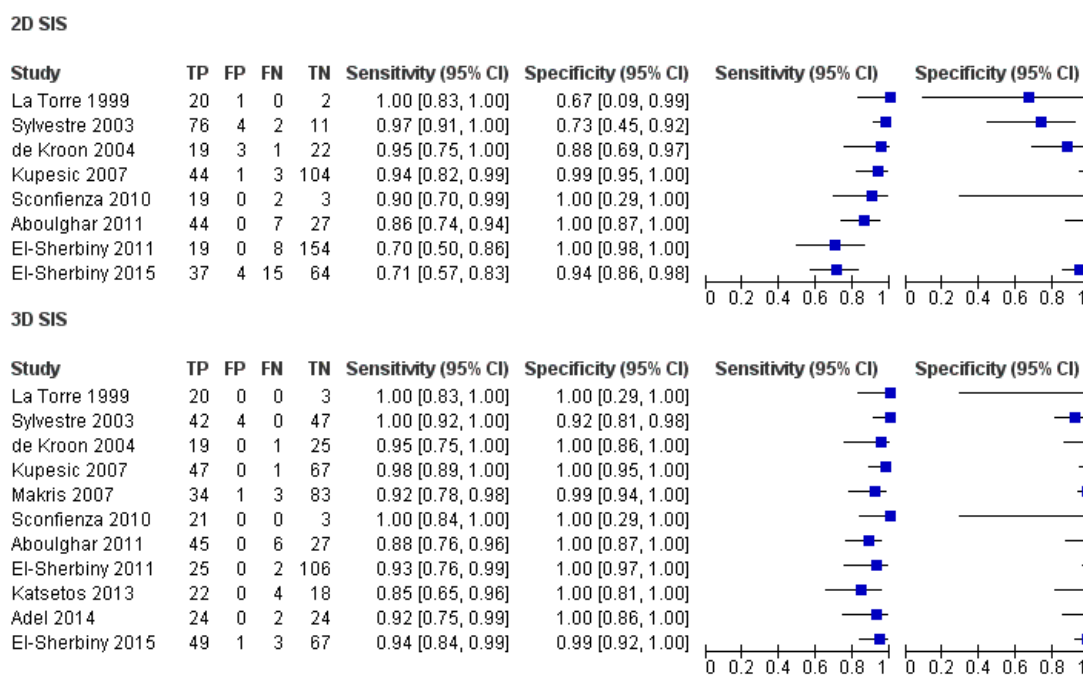 2D SIS
Study TP FP FN TN Sensitivity (95% CI) Specificity (95% CI) Sensitivity (95% CI) Specificity (95% CI)
La Torre 1999 20 1 0 2 1.00 [0.83, 1.00] 0.67 [0.09, 0.99]
Sylvestre 2003 76 4 2 11 0.97 [0.91, 1.00] 0.73 [0.45, 0.92]
de Kroon 2004 19 3 1 22 0.95 [0.75, 1.00] 0.88 [0.69, 0.97]
Kupesic 2007 44 1 3 104 0.94 [0.82, 0.99] 0.99 [0.95, 1.00]
Sconfienza 2010 19 0 2 3 0.90 [0.70, 0.99] 1.00 [0.29, 1.00]
Aboulghar 2011 44 0 7 27 0.86 [0.74, 0.94] 1.00 [0.87, 1.00]
El-Sherbiny 2011 19 0 8 154 0.70 [0.50, 0.86] 1.00 [0.98, 1.00]
El-Sherbiny 2015 37 4 15 64 0.71 [0.57, 0.83] 0.94 [0.86, 0.98]
0 0.2 0.4 0.6 0.8 1 0 0.2 0.4 0.6 0.8 1
3D SIS
Study TP FP FN TN Sensitivity (95% CI) Specificity (95% CI) Sensitivity (95% CI) Specificity (95% CI)
La Torre 1999 20 0 0 3 1.00 [0.83, 1.00] 1.00 [0.29, 1.00]
Sylvestre 2003 42 4 0 47 1.00 [0.92, 1.00] 0.92 [0.81, 0.98]
de Kroon 2004 19 0 1 25 0.95 [0.75, 1.00] 1.00 [0.86, 1.00]
Kupesic 2007 47 0 1 67 0.98 [0.89, 1.00] 1.00 [0.95, 1.00]
Makris 2007 34 1 3 83 0.92 [0.78, 0.98] 0.99 [0.94, 1.00]
Sconfienza 2010 21 0 0 3 1.00 [0.84, 1.00] 1.00 [0.29, 1.00]
Aboulghar 2011 45 0 6 27 0.88 [0.76, 0.96] 1.00 [0.87, 1.00]
El-Sherbiny 2011 25 0 2 106 0.93 [0.76, 0.99] 1.00 [0.97, 1.00]
Katsetos 2013 22 0 4 18 0.85 [0.65, 0.96] 1.00 [0.81, 1.00]
Adel 2014 24 0 2 24 0.92 [0.75, 0.99] 1.00 [0.86, 1.00]
El-Sherbiny 2015 49 1 3 67 0.94 [0.84, 0.99] 0.99 [0.92, 1.00]
0 0.2 0.4 0.6 0.8 1 0 0.2 0.4 0.6 0.8 1